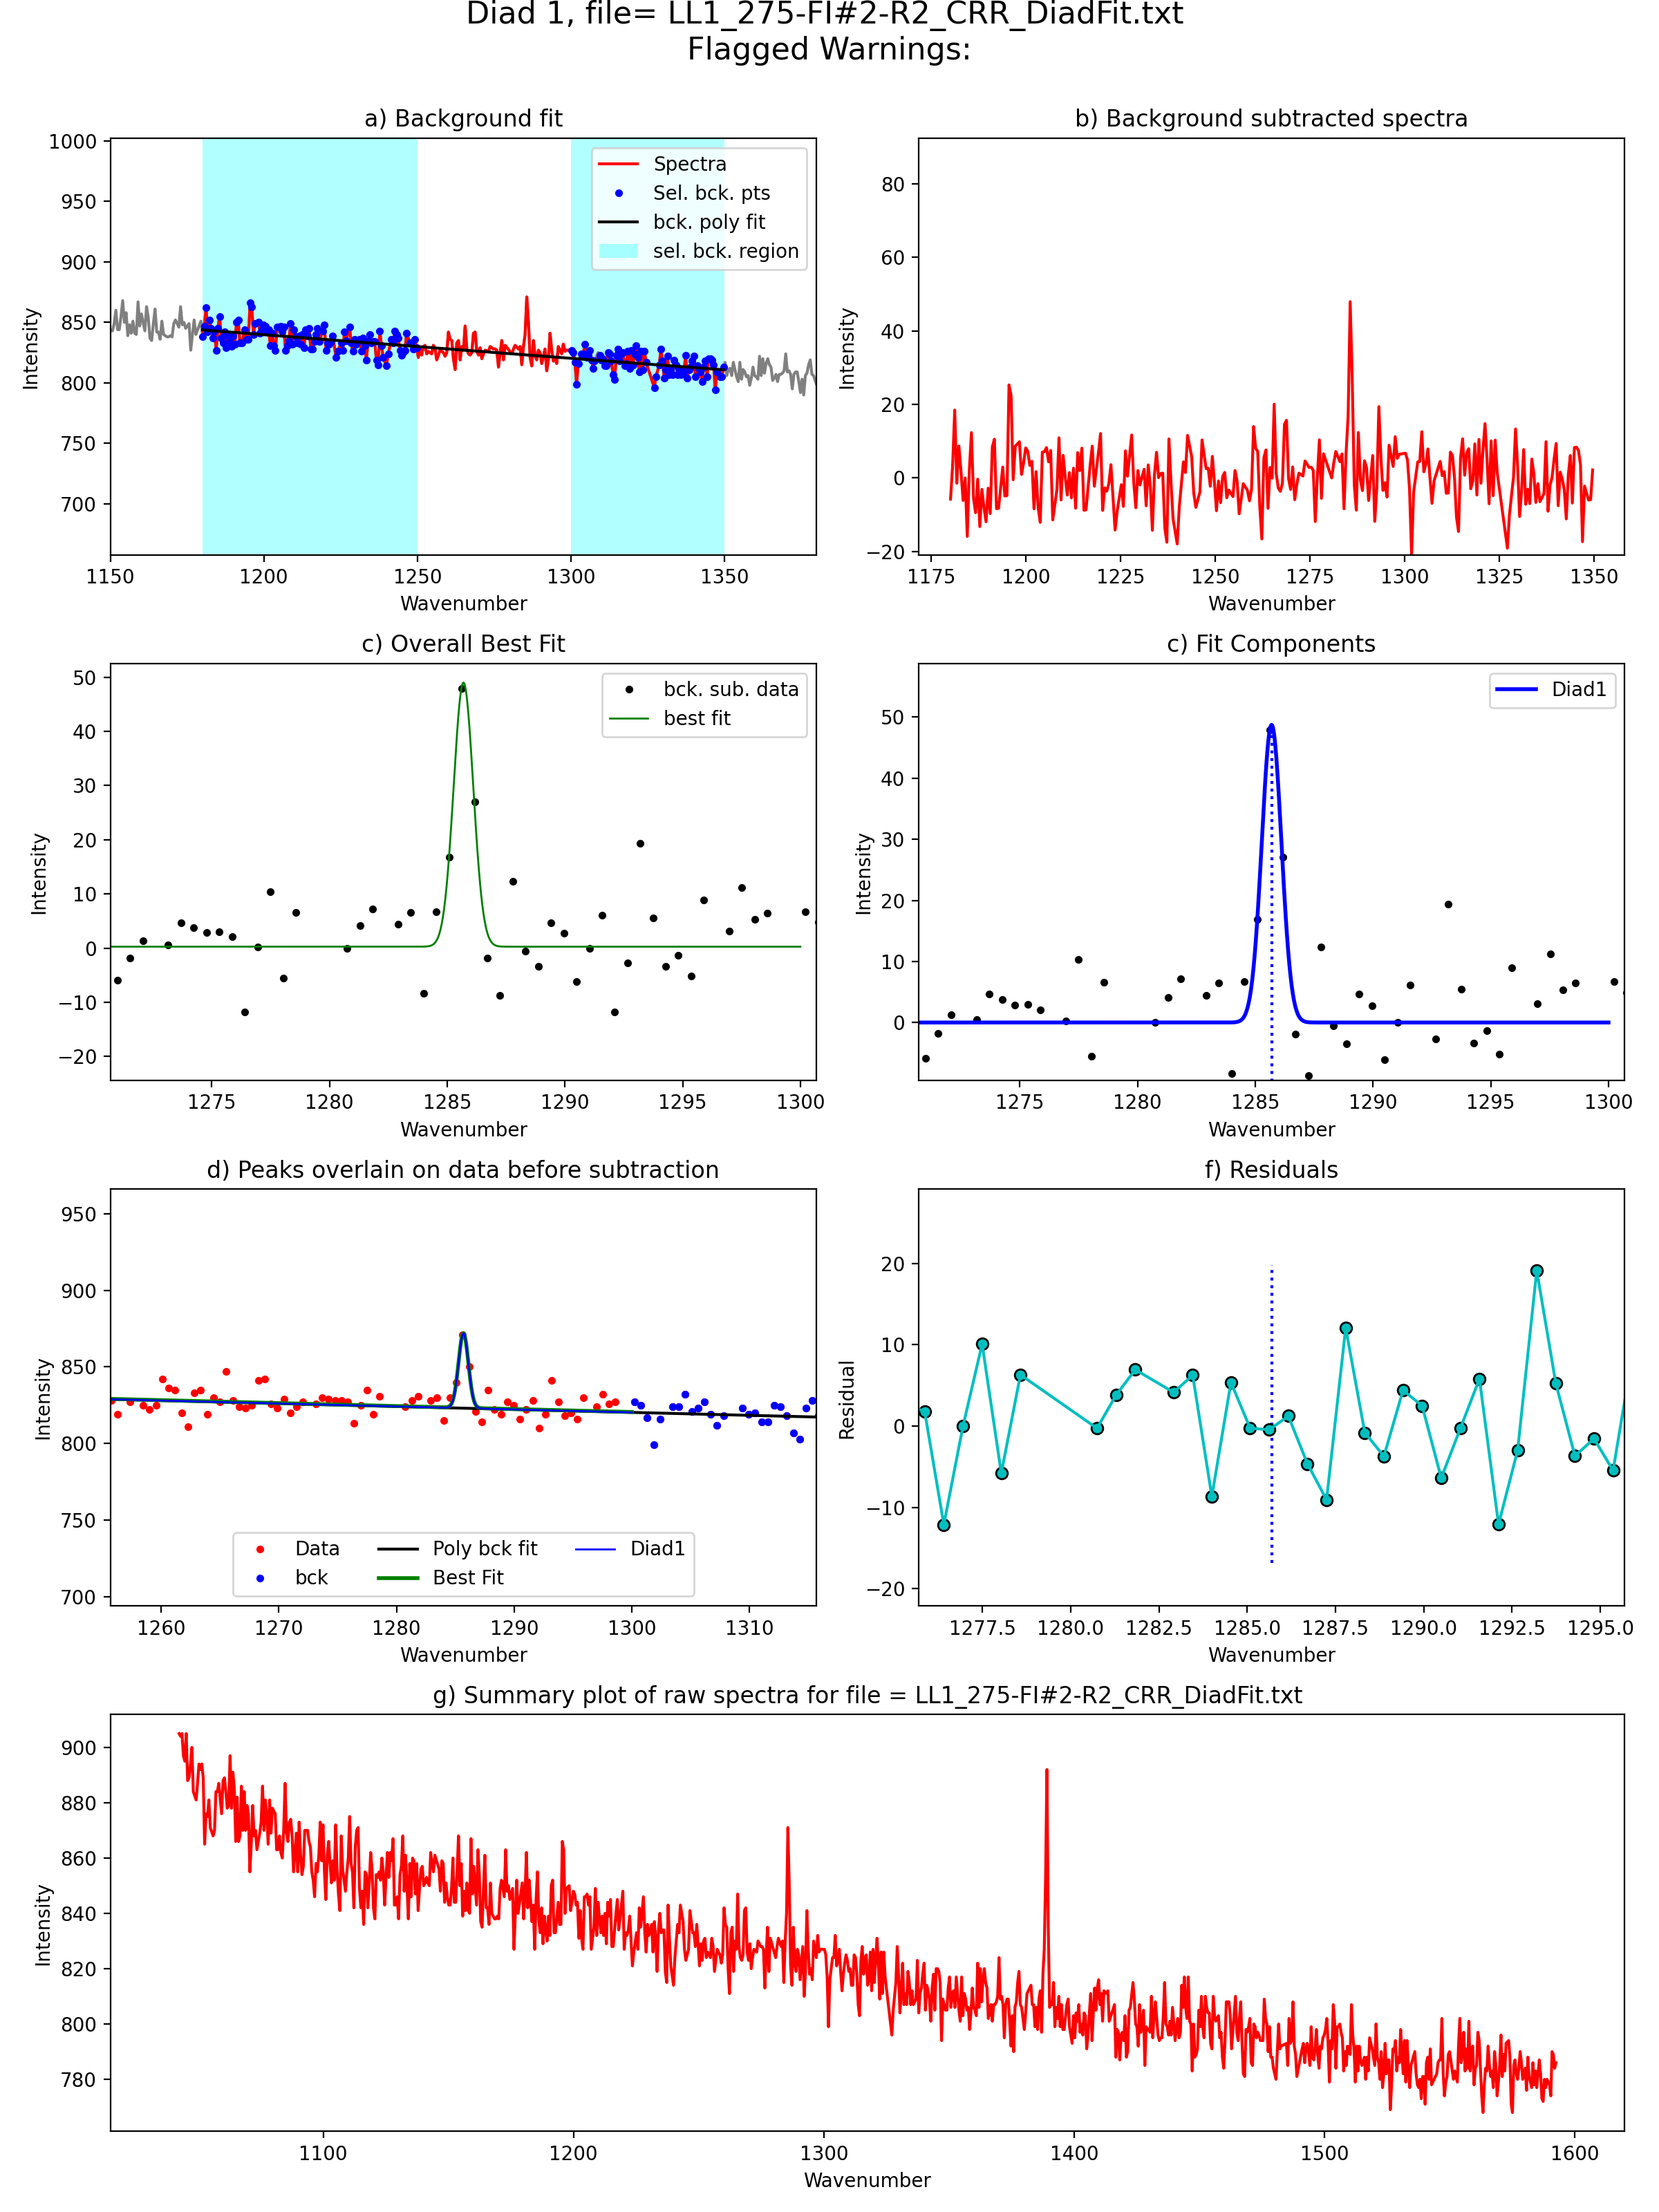 Diad 1, file= LL1_275-FI#2-R2_CRR_DiadFit.txt
Flagged Warnings:
a) Background fit
1000
950
900
850
800
750
700
Intensity
Spectra
Sel. bck. pts
bck. poly fit
sel. bck. region
1150 1200 1250 1300 1350
Wavenumber
b) Background subtracted spectra
80
60
40
20
0
−20
Intensity
1175 1200 1225 1250 1275 1300 1325 1350
Wavenumber
c) Overall Best Fit
50
40
30
20
10
0
−10
−20
Intensity
bck. sub. data
best fit
1275 1280 1285 1290 1295 1300
Wavenumber
c) Fit Components
50
40
30
20
10
0
Intensity
Diad1
1275 1280 1285 1290 1295 1300
Wavenumber
d) Peaks overlain on data before subtraction
950
900
850
800
750
700
Intensity
Data
bck
Poly bck fit
Best Fit
Diad1
1260 1270 1280 1290 1300 1310
Wavenumber
f) Residuals
20
10
0
−10
−20
Residual
1277.5 1280.0 1282.5 1285.0 1287.5 1290.0 1292.5 1295.0
Wavenumber
g) Summary plot of raw spectra for file = LL1_275-FI#2-R2_CRR_DiadFit.txt
900
880
860
840
820
800
780
Intensity
1100 1200 1300 1400 1500 1600
Wavenumber